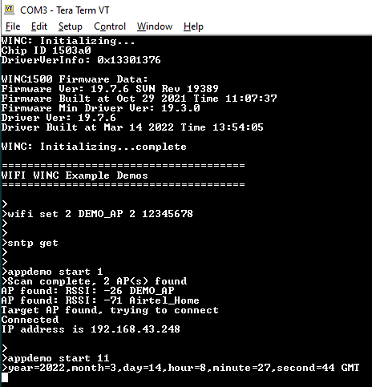 COM3 - Tera Term VT
File Edit Setup Control Window Help
WINC: Initializing...
Chip ID 1503a0
DriverVerInfo: 0x13301376
WINC1500 Firmware Data:
Firmware Ver: 19.7.6 SUN Rev 19389
Firmware Built at Oct 29 2021 Time 11:07:37
Firmware Min Driver Ver: 19.3.0
Driver Ver: 19.7.6
Driver Built at Mar 14 2022 Time 13:54:05
WINC: Initializing...complete
=====================================
WIFI WINC Example Demos
=====================================
>
>wifi set 2 DEMO_AP 2 12345678
>
>
>sntp get
>
>
>appdemo start 1
>Scan complete, 2 AP(s) found
AP found: RSSI: -26 DEMO_AP
AP found: RSSI: -71 Airtel_Home
Target AP found, trying to connect
Connected
IP address is 192.168.43.248
>
>appdemo start 11
>year=2022,month=3,day=14,hour=8,minute=27,second=44 GMT